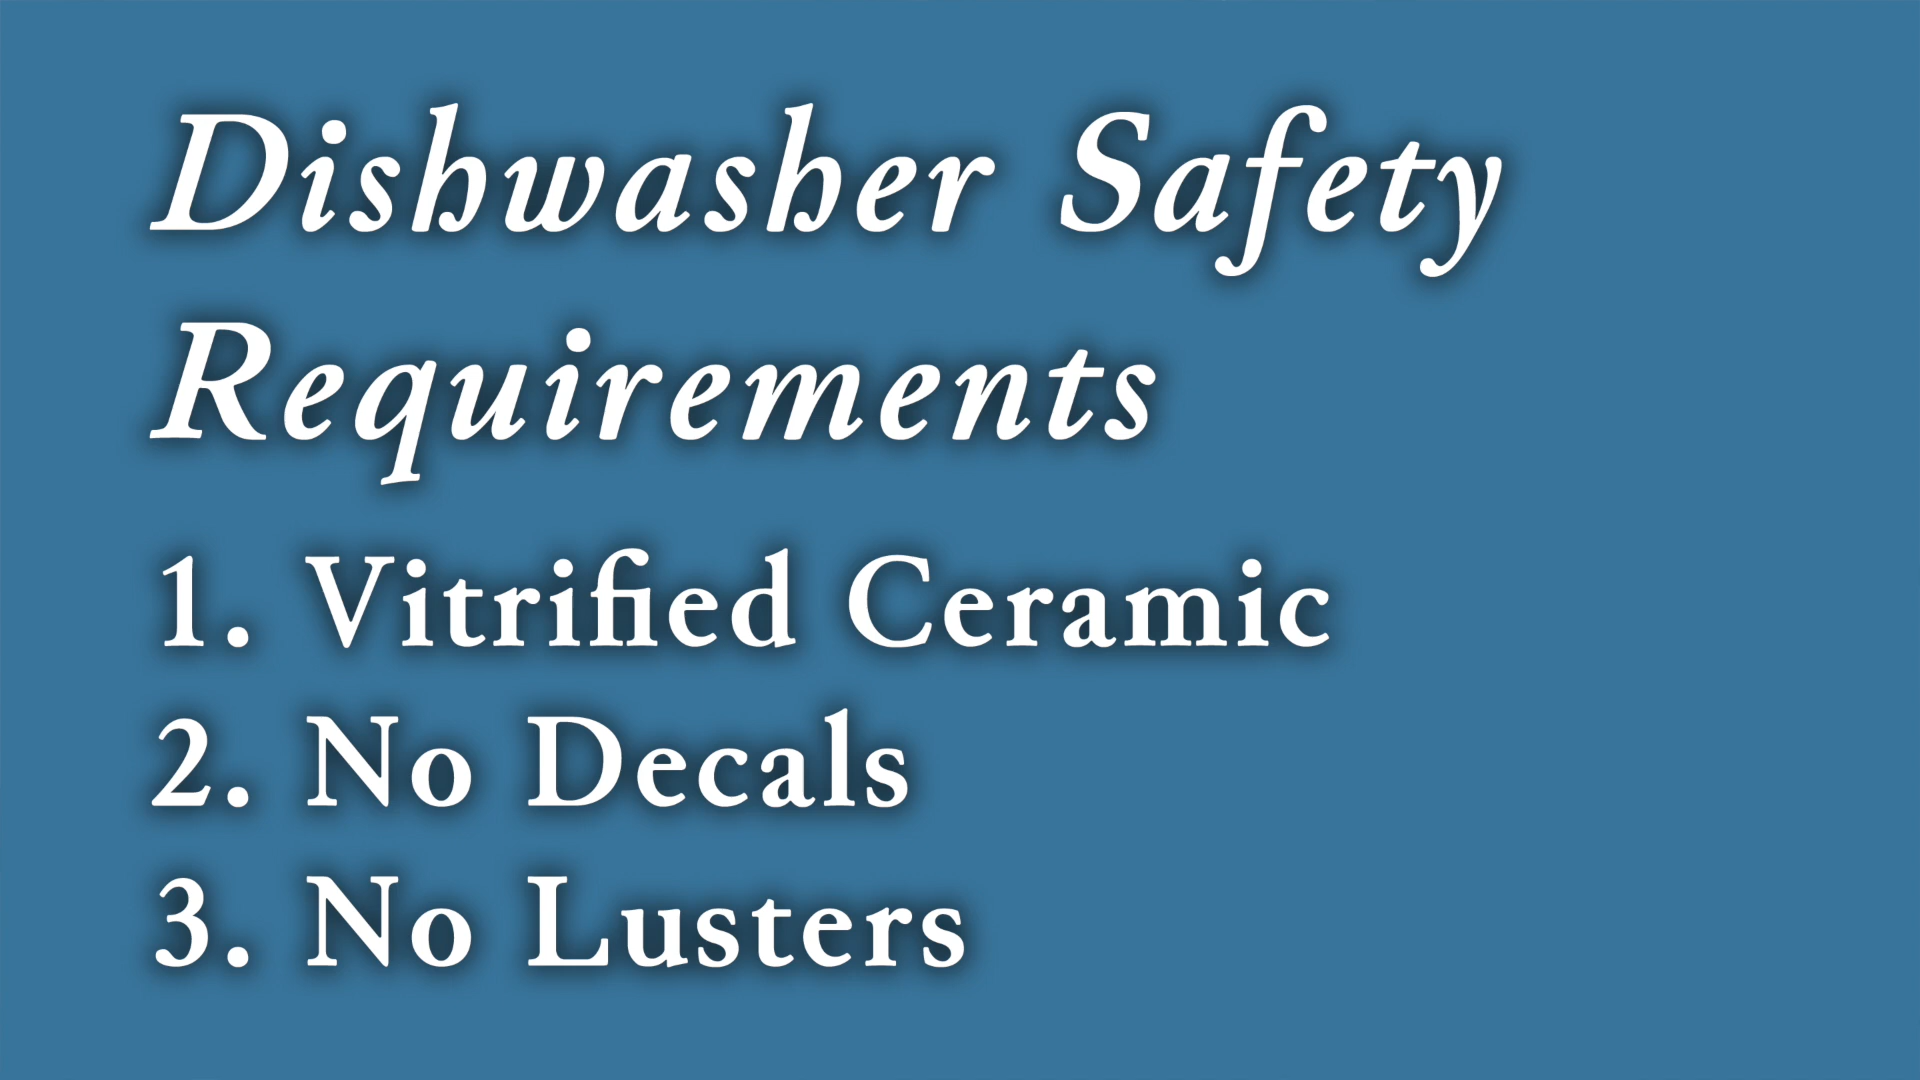 Dishwasher Safety
Requirements
1. Vitrified Ceramic
2. No Decals
3. No Lusters